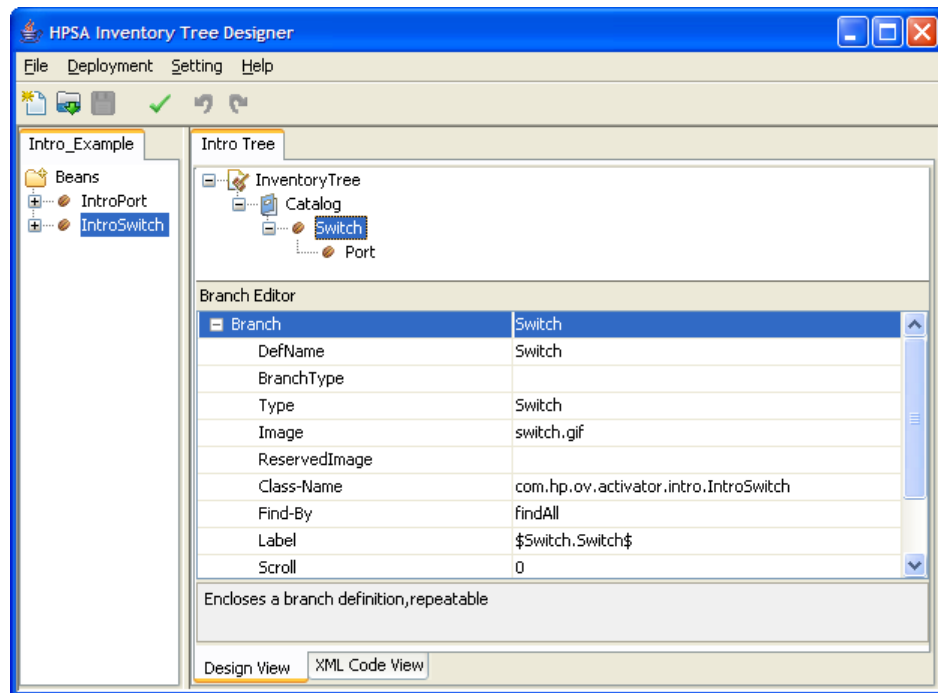 HPSA Inventory Tree Designer
File Deployment Setting Help
Intro_Example
Beans
IntroPort
IntroSwitch
Intro Tree
InventoryTree
Catalog
Switch
Port
Branch Editor
Branch Switch
DefName Switch
BranchType
Type Switch
Image switch.gif
ReservedImage
Class-Name com.hp.ov.activator.intro.IntroSwitch
Find-By findAll
Label $Switch.Switch$
Scroll 0
Encloses a branch definition,repeatable
Design View XML Code View